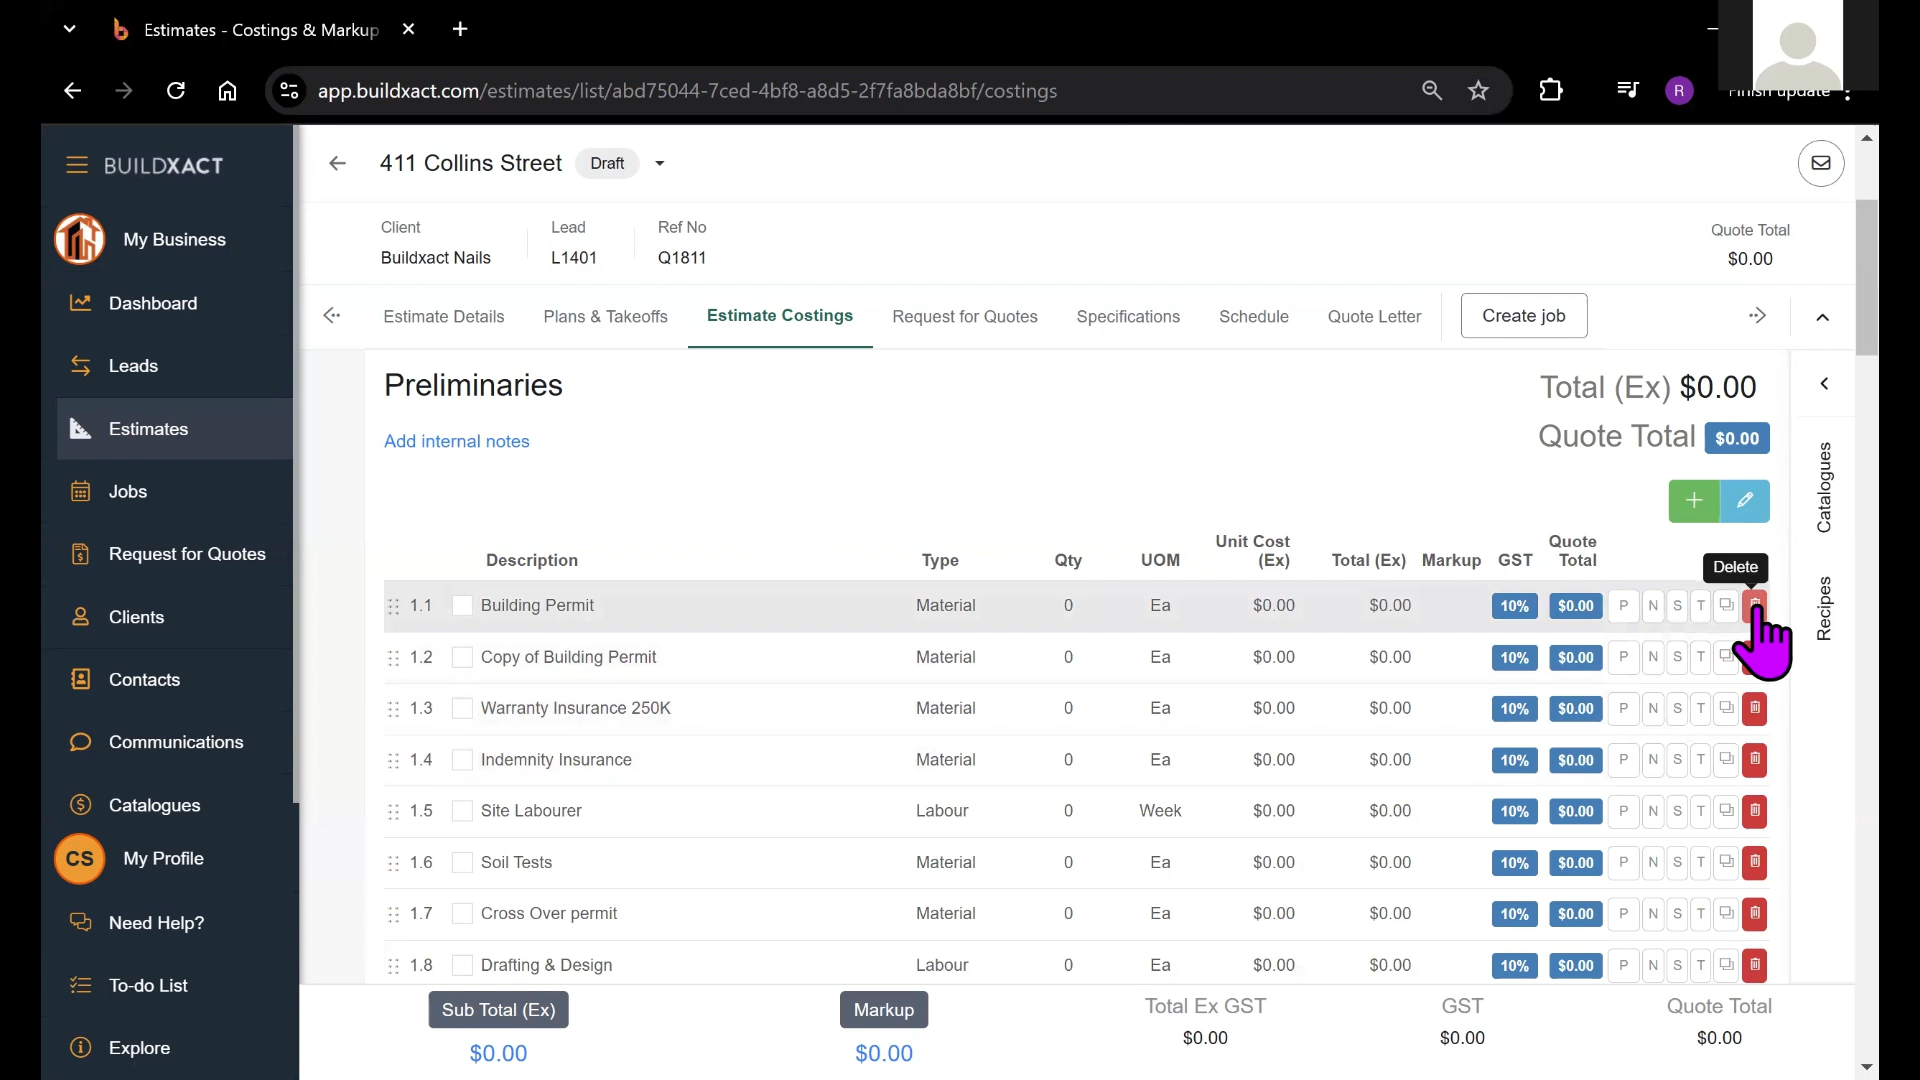 Estimates - Costings & Markup
app.buildxact.com/estimates/list/abd75044-7ced-4bf8-a8d5-2f7fa8bda8bf/costings
R
Finish update
BUILDXACT
My Business
Dashboard
Leads
Estimates
Jobs
Request for Quotes
Clients
Contacts
Communications
Catalogues
CS
My Profile
Need Help?
To-do List
Explore
411 Collins Street
Draft
Client
Buildxact Nails
Lead
L1401
Ref No
Q1811
Quote Total
$0.00
Estimate Details
Plans & Takeoffs
Estimate Costings
Request for Quotes
Specifications
Schedule
Quote Letter
Create job
Preliminaries
Total (Ex) $0.00
Add internal notes
Quote Total $0.00
Catalogues
Recipes
Description Type Qty UOM Unit Cost (Ex) Total (Ex) Markup GST Quote Total
Delete
1.1 Building Permit Material 0 Ea $0.00 $0.00 10% $0.00 P N S T
1.2 Copy of Building Permit Material 0 Ea $0.00 $0.00 10% $0.00 P N S T
1.3 Warranty Insurance 250K Material 0 Ea $0.00 $0.00 10% $0.00 P N S T
1.4 Indemnity Insurance Material 0 Ea $0.00 $0.00 10% $0.00 P N S T
1.5 Site Labourer Labour 0 Week $0.00 $0.00 10% $0.00 P N S T
1.6 Soil Tests Material 0 Ea $0.00 $0.00 10% $0.00 P N S T
1.7 Cross Over permit Material 0 Ea $0.00 $0.00 10% $0.00 P N S T
1.8 Drafting & Design Labour 0 Ea $0.00 $0.00 10% $0.00 P N S T
Sub Total (Ex)
$0.00
Markup
$0.00
Total Ex GST
$0.00
GST
$0.00
Quote Total
$0.00